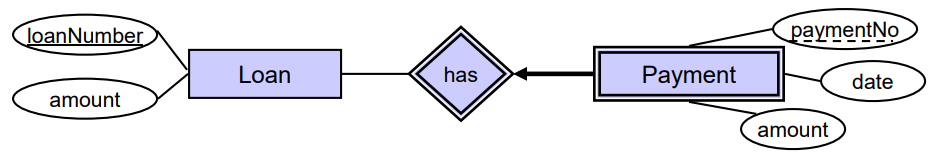 loanNumber
amount
Loan
has
Payment
paymentNo
date
amount